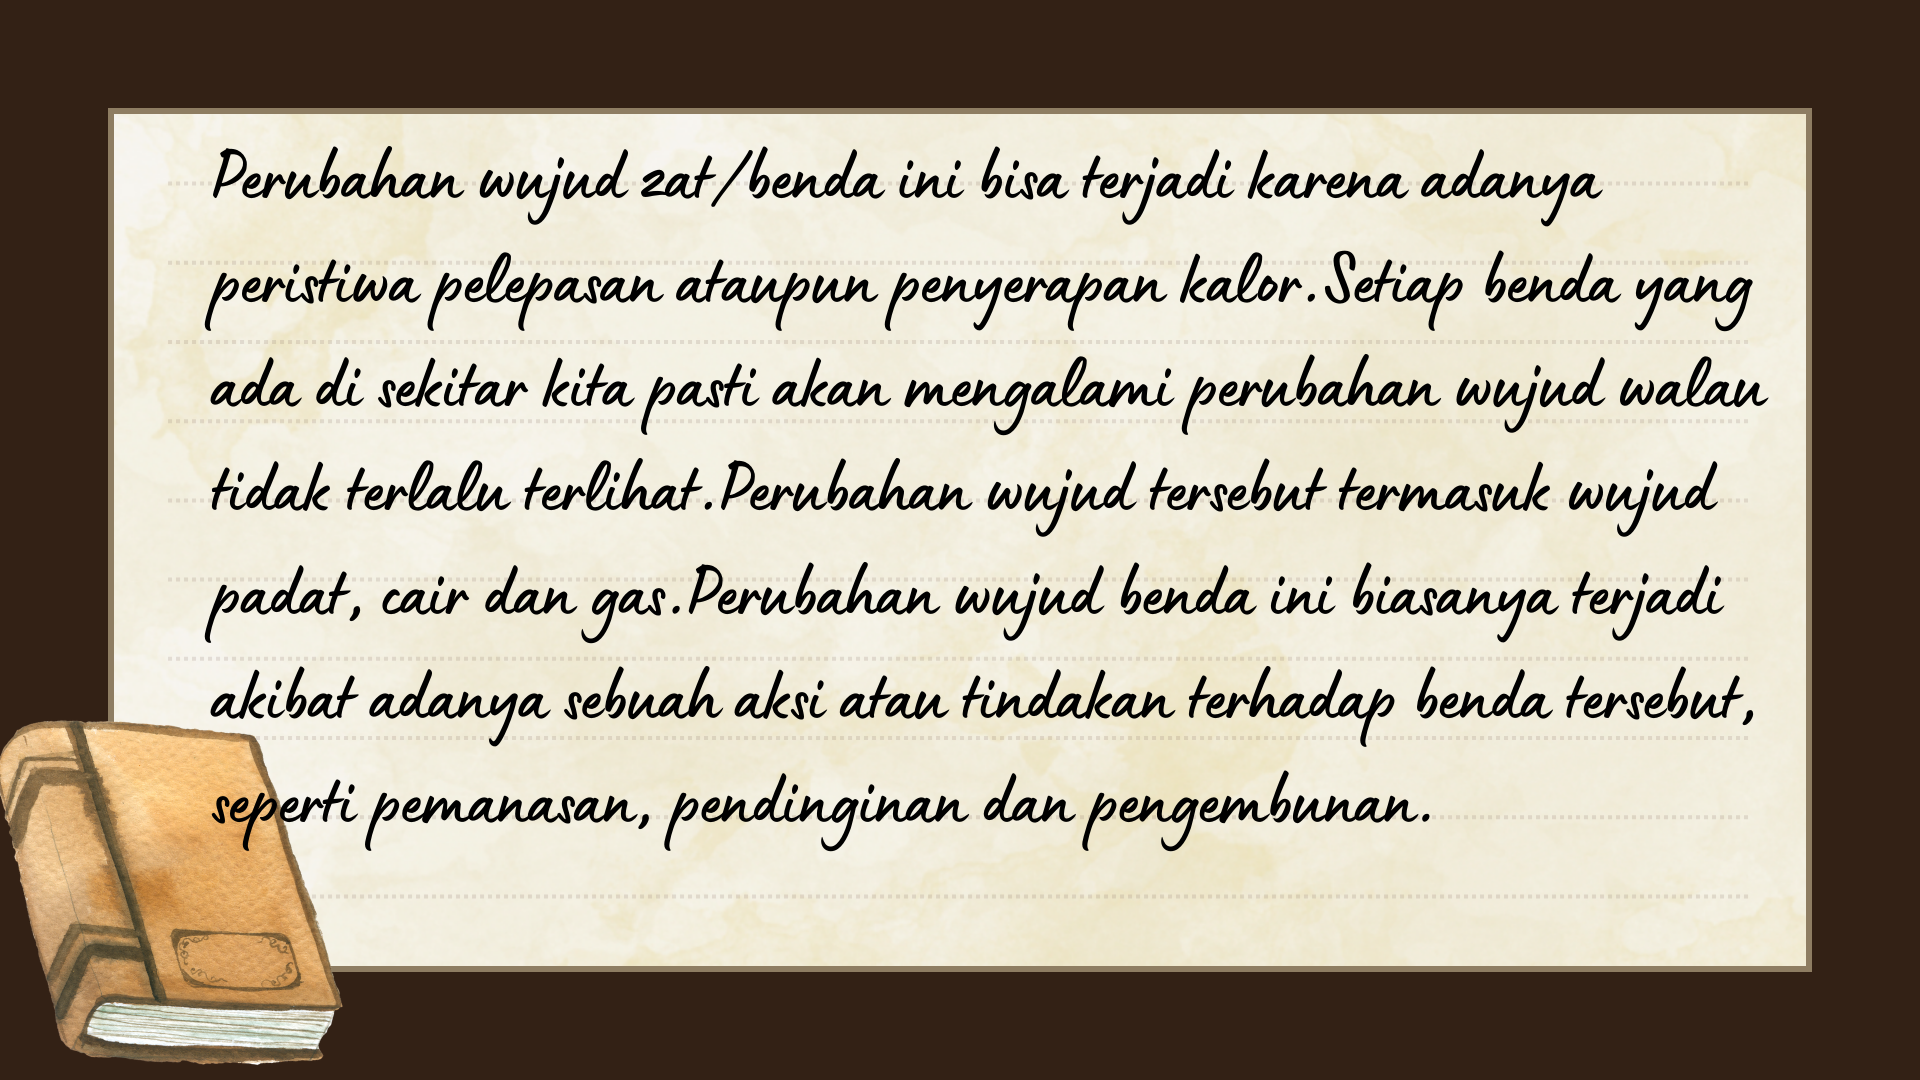 Perubahan wujud zat/benda ini bisa terjadi karena adanya
peristiwa pelepasan ataupun penyerapan kalor.Setiap benda yang
ada di sekitar kita pasti akan mengalami perubahan wujud walau
tidak terlalu terlihat.Perubahan wujud tersebut termasuk wujud
padat, cair dan gas.Perubahan wujud benda ini biasanya terjadi
akibat adanya sebuah aksi atau tindakan terhadap benda tersebut,
seperti pemanasan, pendinginan dan pengembunan.